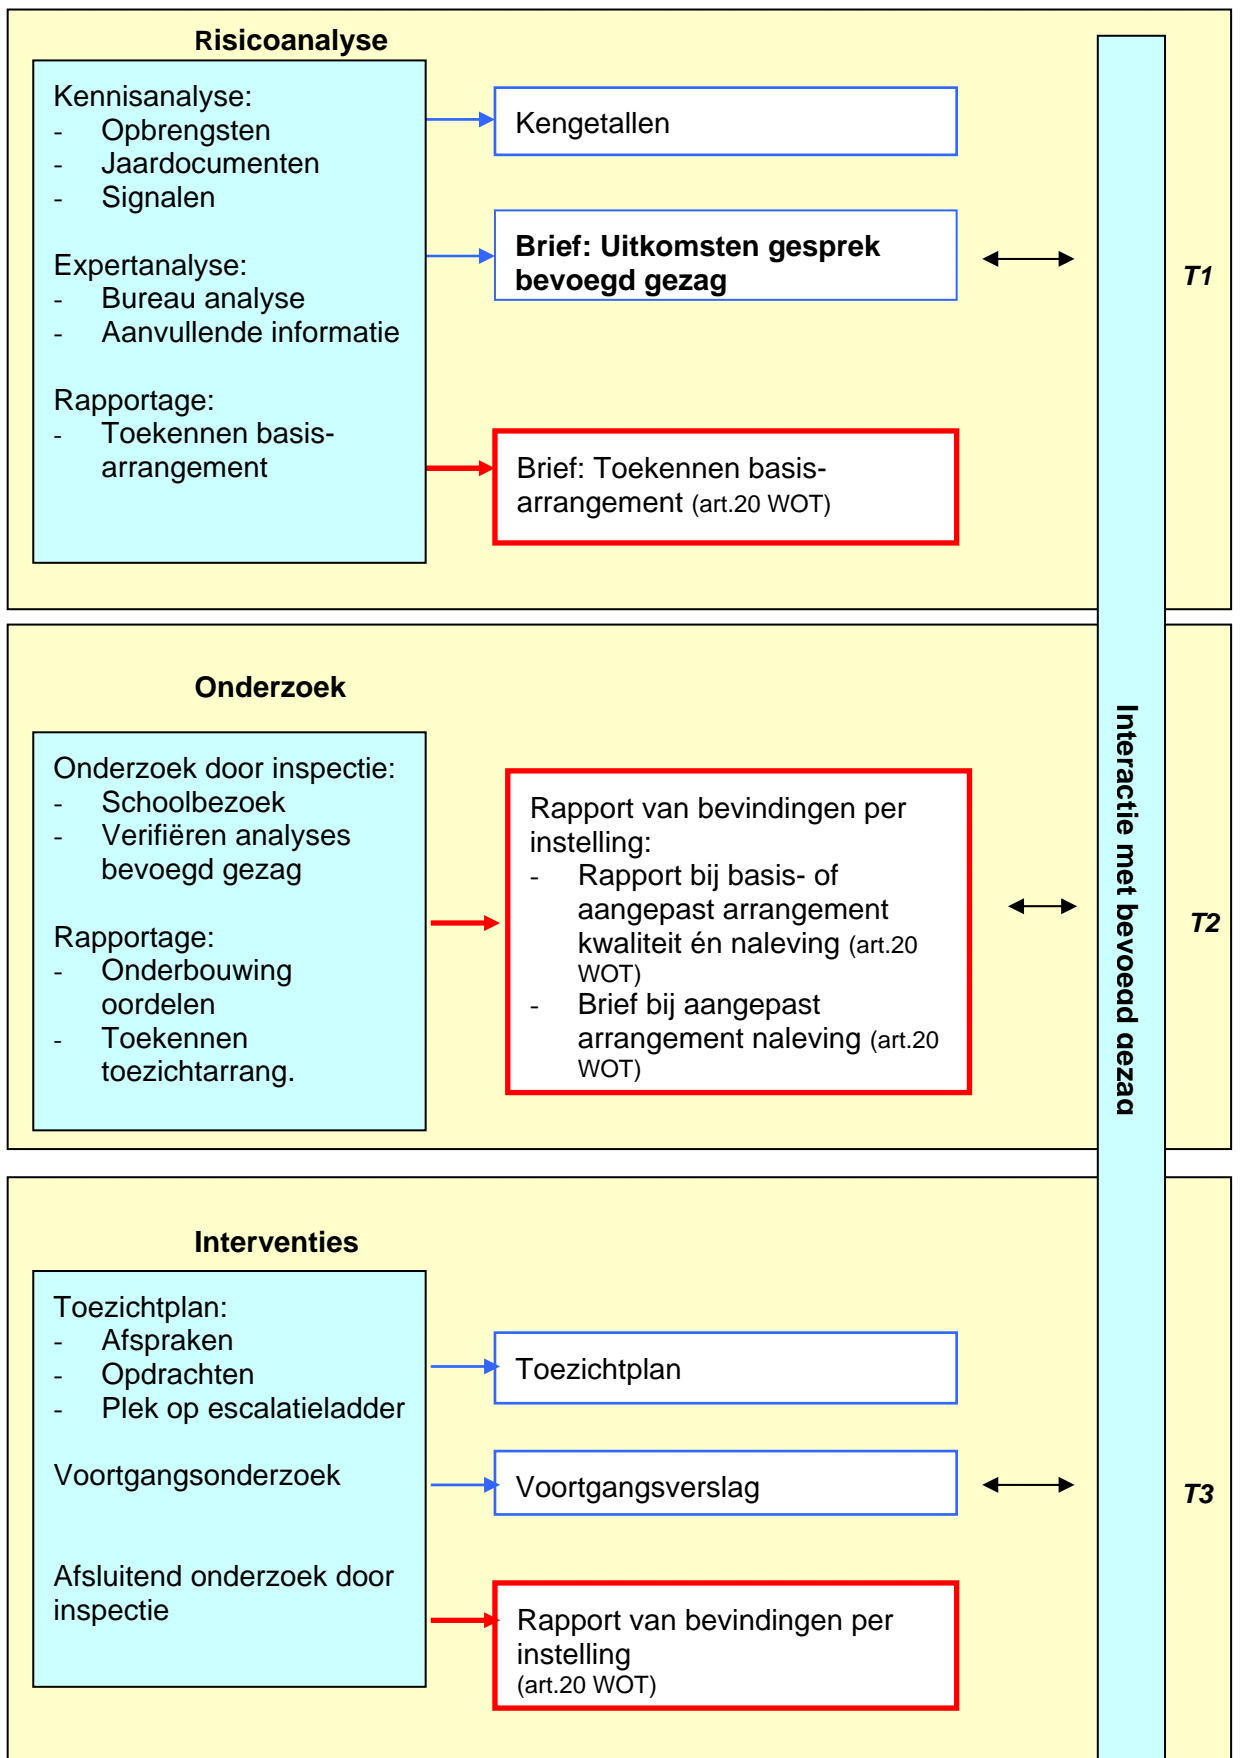 Risicoanalyse
Kennisanalyse:
- Opbrengsten
- Jaardocumenten
- Signalen
Expertanalyse:
- Bureau analyse
- Aanvullende informatie
Rapportage:
- Toekennen basis-
arrangement
Kengetallen
Brief: Uitkomsten gesprek
bevoegd gezag
Brief: Toekennen basis-
arrangement (art.20 WOT)
T1
Onderzoek
Onderzoek door inspectie:
- Schoolbezoek
- Verifiëren analyses
bevoegd gezag
Rapportage:
- Onderbouwing
oordelen
- Toekennen
toezichtarrang.
Rapport van bevindingen per
instelling:
- Rapport bij basis- of
aangepast arrangement
kwaliteit én naleving (art.20
WOT)
- Brief bij aangepast
arrangement naleving (art.20
WOT)
Interactie met bevoegd gezag
T2
Interventies
Toezichtplan:
- Afspraken
- Opdrachten
- Plek op escalatieladder
Voortgangsonderzoek
Afsluitend onderzoek door
inspectie
Toezichtplan
Voortgangsverslag
Rapport van bevindingen per
instelling
(art.20 WOT)
T3